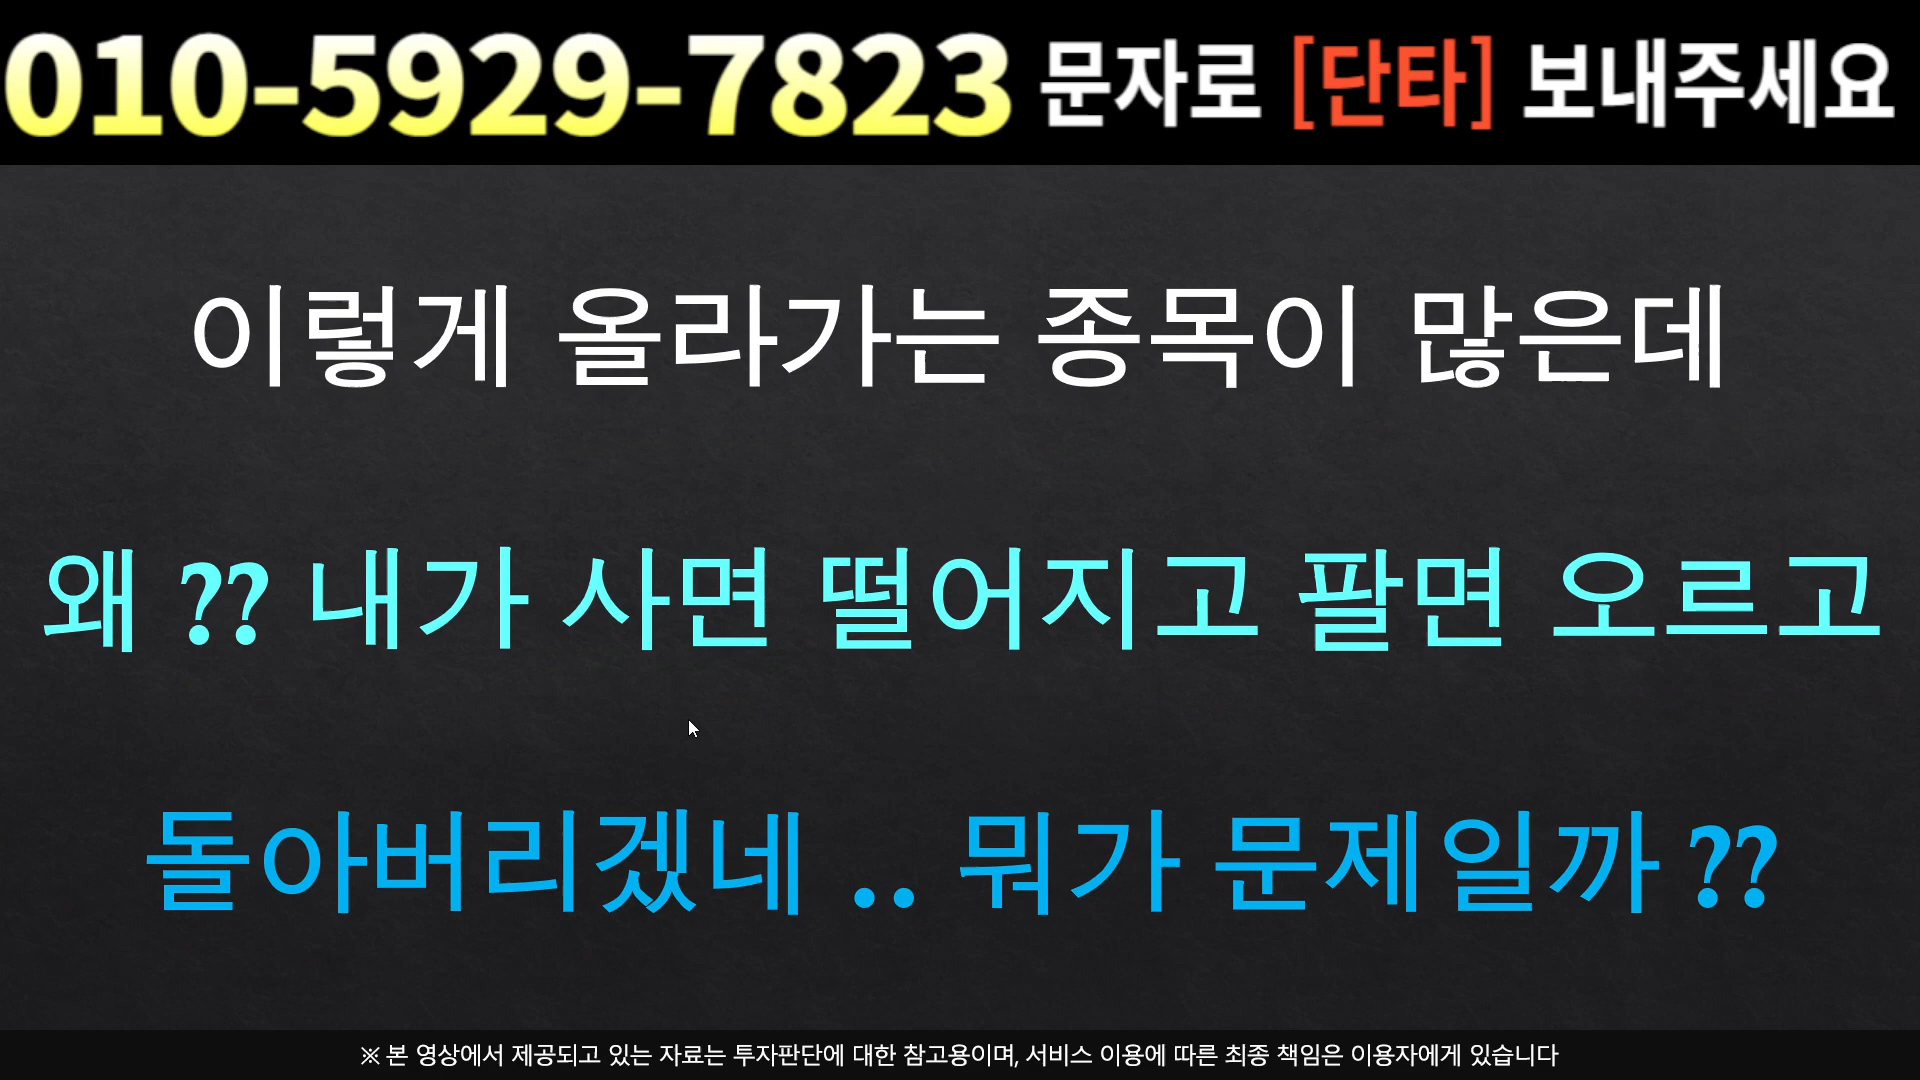 010-5929-7823 문자로 [단타] 보내주세요
이렇게 올라가는 종목이 많은데
왜 ?? 내가 사면 떨어지고 팔면 오르고
돌아버리겠네 .. 뭐가 문제일까 ??
※ 본 영상에서 제공되고 있는 자료는 투자판단에 대한 참고용이며, 서비스 이용에 따른 최종 책임은 이용자에게 있습니다